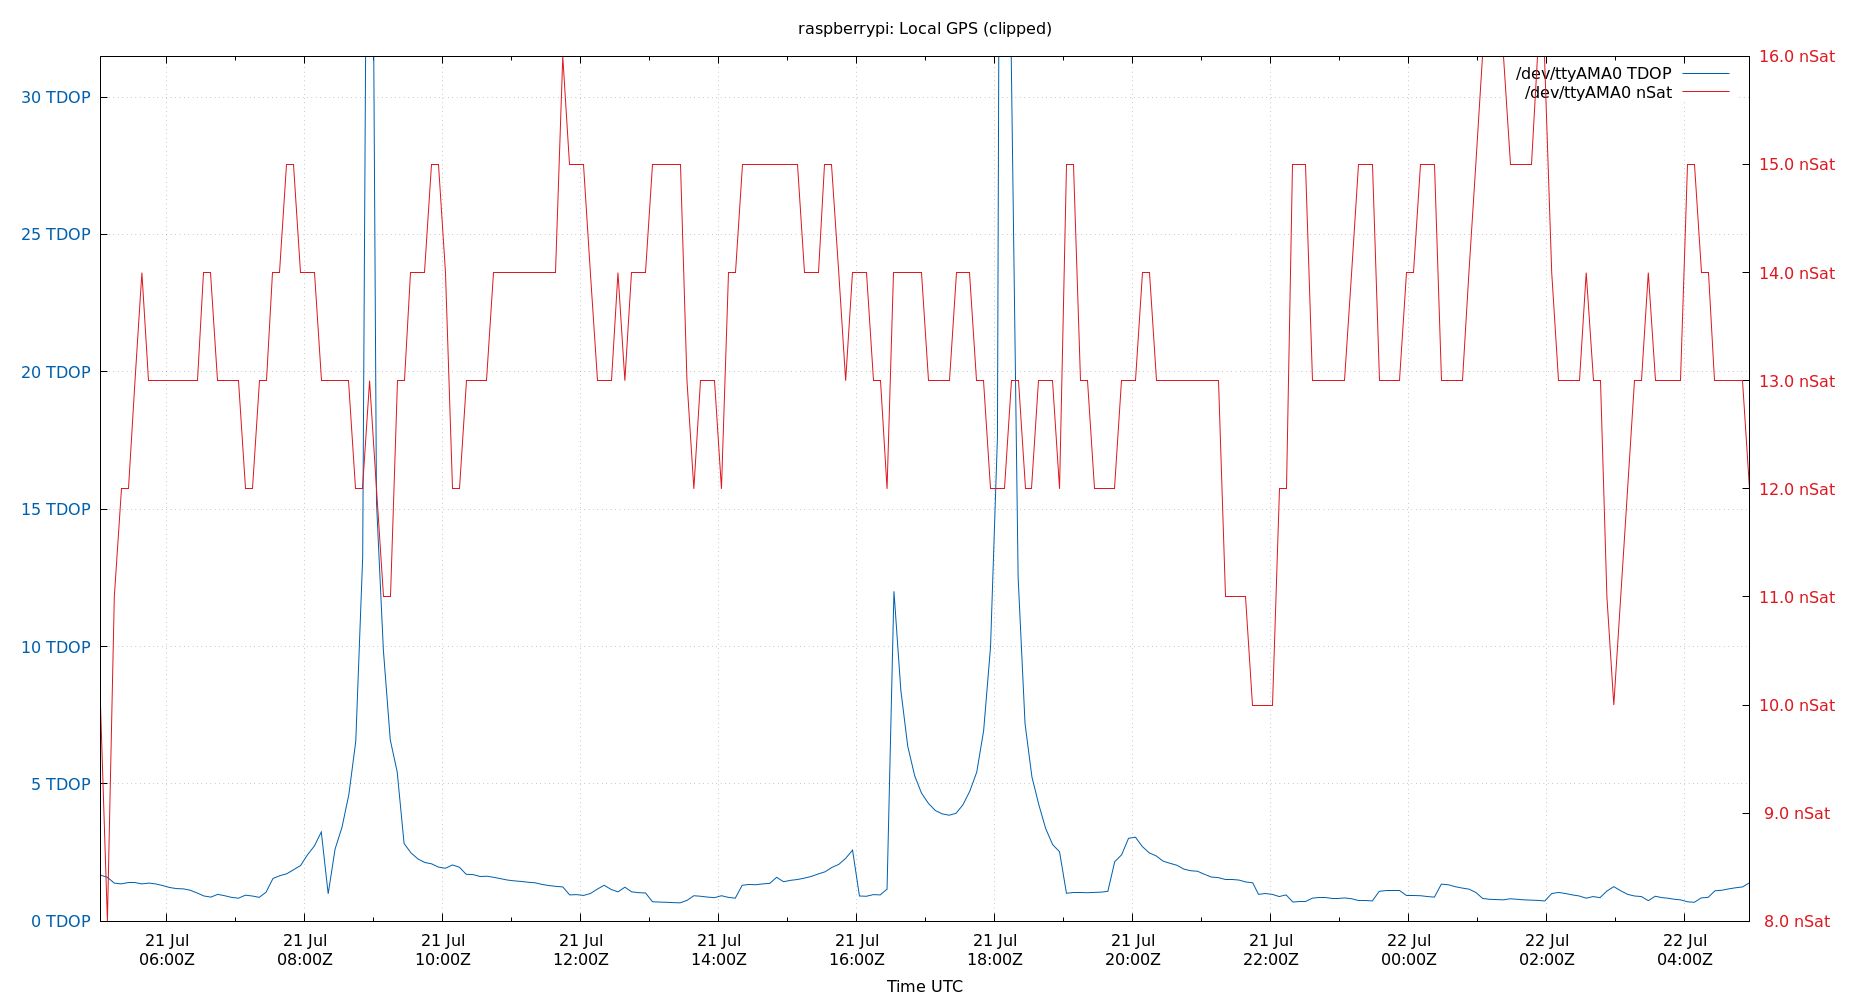 raspberrypi: Local GPS (clipped)
/dev/ttyAMA0 TDOP
/dev/ttyAMA0 nSat
30 TDOP
25 TDOP
20 TDOP
15 TDOP
10 TDOP
5 TDOP
0 TDOP
16.0 nSat
15.0 nSat
14.0 nSat
13.0 nSat
12.0 nSat
11.0 nSat
10.0 nSat
9.0 nSat
8.0 nSat
21 Jul 21 Jul 21 Jul 21 Jul 21 Jul 21 Jul 21 Jul 21 Jul 21 Jul 22 Jul 22 Jul 22 Jul
06:00Z 08:00Z 10:00Z 12:00Z 14:00Z 16:00Z 18:00Z 20:00Z 22:00Z 00:00Z 02:00Z 04:00Z
Time UTC